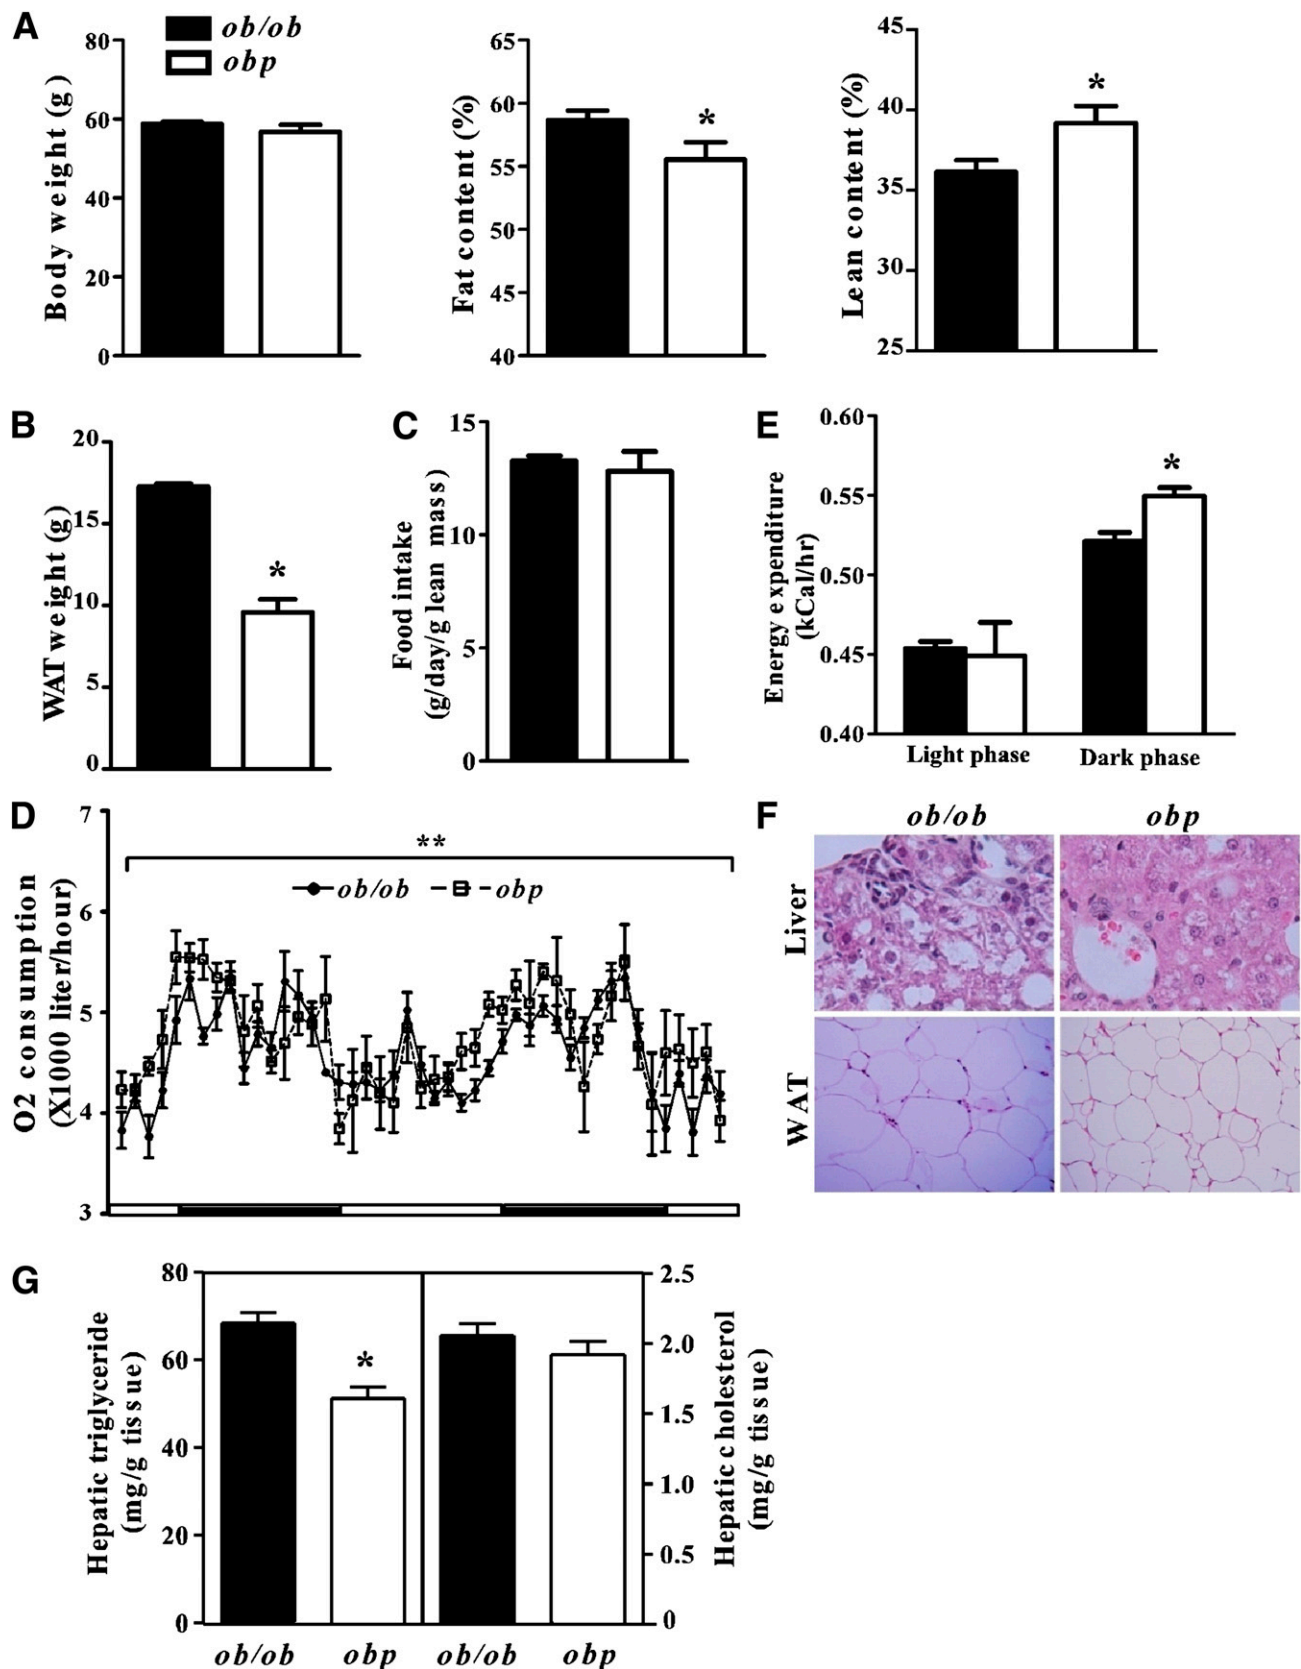 A
ob/ob
obp
80
60
40
20
0
Body weight (g)
65
60
55
50
45
40
Fat content (%)
*
45
40
35
30
25
Lean content (%)
*
B
20
15
10
5
0
WAT weight (g)
*
C
15
10
5
0
Food intake
(g/day/g lean mass)
E
0.60
0.55
0.50
0.45
0.40
Energy expenditure
(kCal/hr)
*
Light phase
Dark phase
D
7
6
5
4
3
O2 consumption
(X1000 liter/hour)
**
ob/ob
obp
F
ob/ob
obp
Liver
WAT
G
80
60
40
20
0
Hepatic triglyceride
(mg/g tissue)
*
2.5
2.0
1.5
1.0
0.5
0
Hepatic cholesterol
(mg/g tissue)
ob/ob
obp
ob/ob
obp